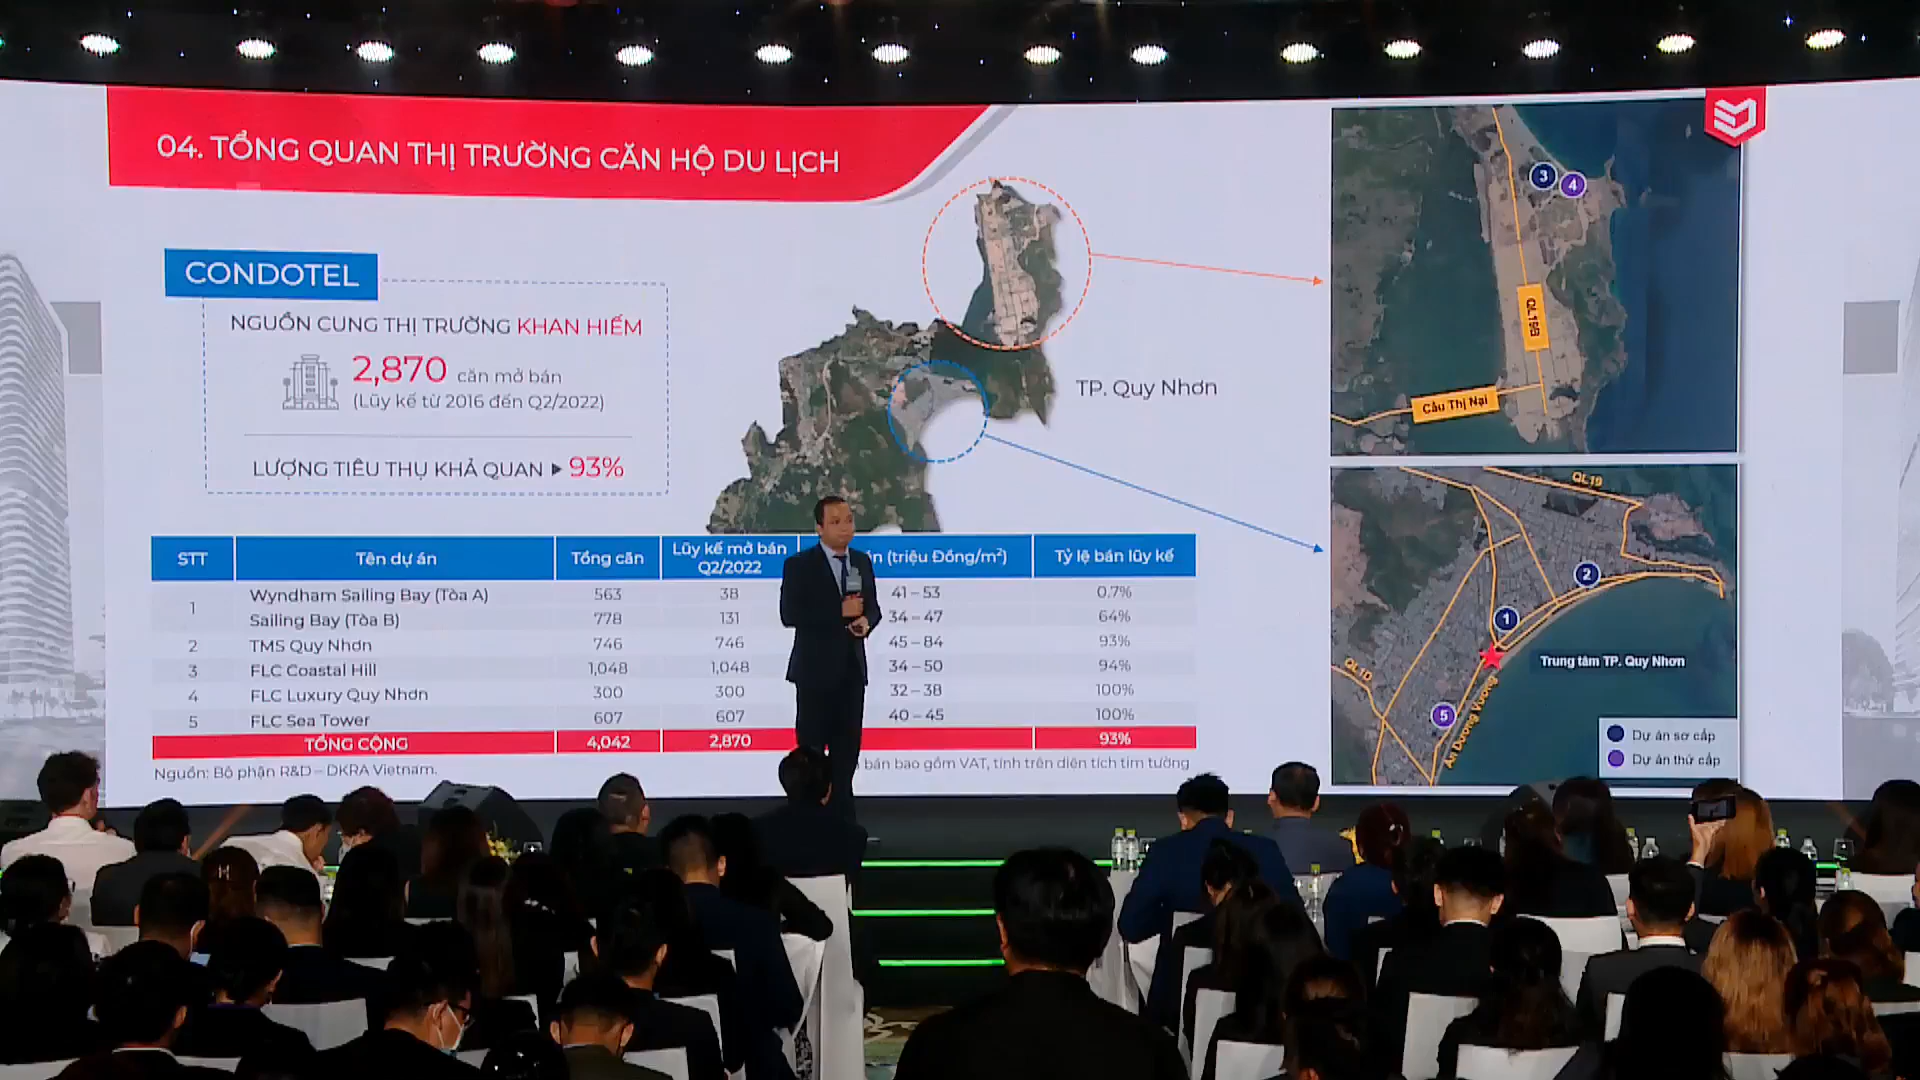 04. TỔNG QUAN THỊ TRƯỜNG CĂN HỘ DU LỊCH
CONDOTEL
NGUỒN CUNG THỊ TRƯỜNG KHAN HIẾM
2,870 căn mở bán
(Lũy kế từ 2016 đến Q2/2022)
LƯỢNG TIÊU THỤ KHẢ QUAN ▶ 93%
TP. Quy Nhơn
3
4
QL19B
Cầu Thị Nại
QL19
2
1
Trung tâm TP. Quy Nhơn
QL1D
5
An Dương Vương
Dự án sơ cấp
Dự án thứ cấp
STT Tên dự án Tổng căn Lũy kế mở bán Q2/2022 (triệu Đồng/m²) Tỷ lệ bán lũy kế
1 Wyndham Sailing Bay (Tòa A) 563 38 41 – 53 0.7%
Sailing Bay (Tòa B) 778 131 34 – 47 64%
2 TMS Quy Nhơn 746 746 45 – 84 93%
3 FLC Coastal Hill 1,048 1,048 34 – 50 94%
4 FLC Luxury Quy Nhơn 300 300 32 – 38 100%
5 FLC Sea Tower 607 607 40 – 45 100%
TỔNG CỘNG 4,042 2,870 93%
Nguồn: Bộ phận R&D – DKRA Vietnam.
bán bao gồm VAT, tính trên diện tích tim tường